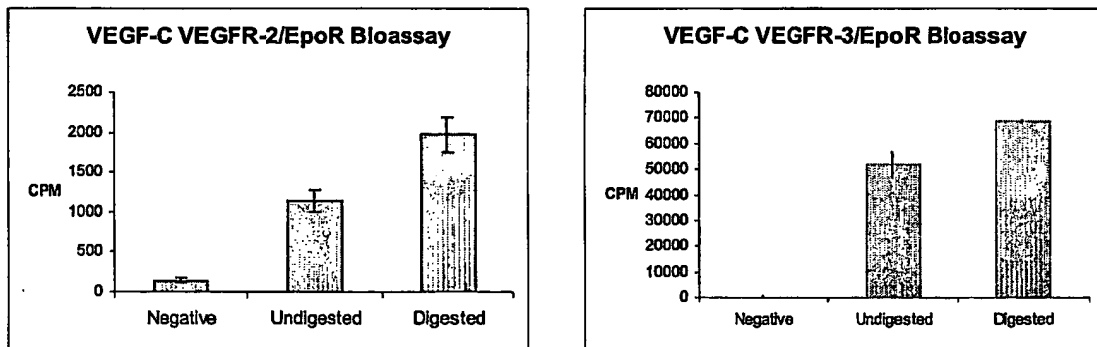 VEGF-C VEGFR-2/EpoR Bioassay
2500
2000
1500
CPM
1000
500
0
Negative Undigested Digested
VEGF-C VEGFR-3/EpoR Bioassay
80000
70000
60000
50000
CPM
40000
30000
20000
10000
0
Negative Undigested Digested